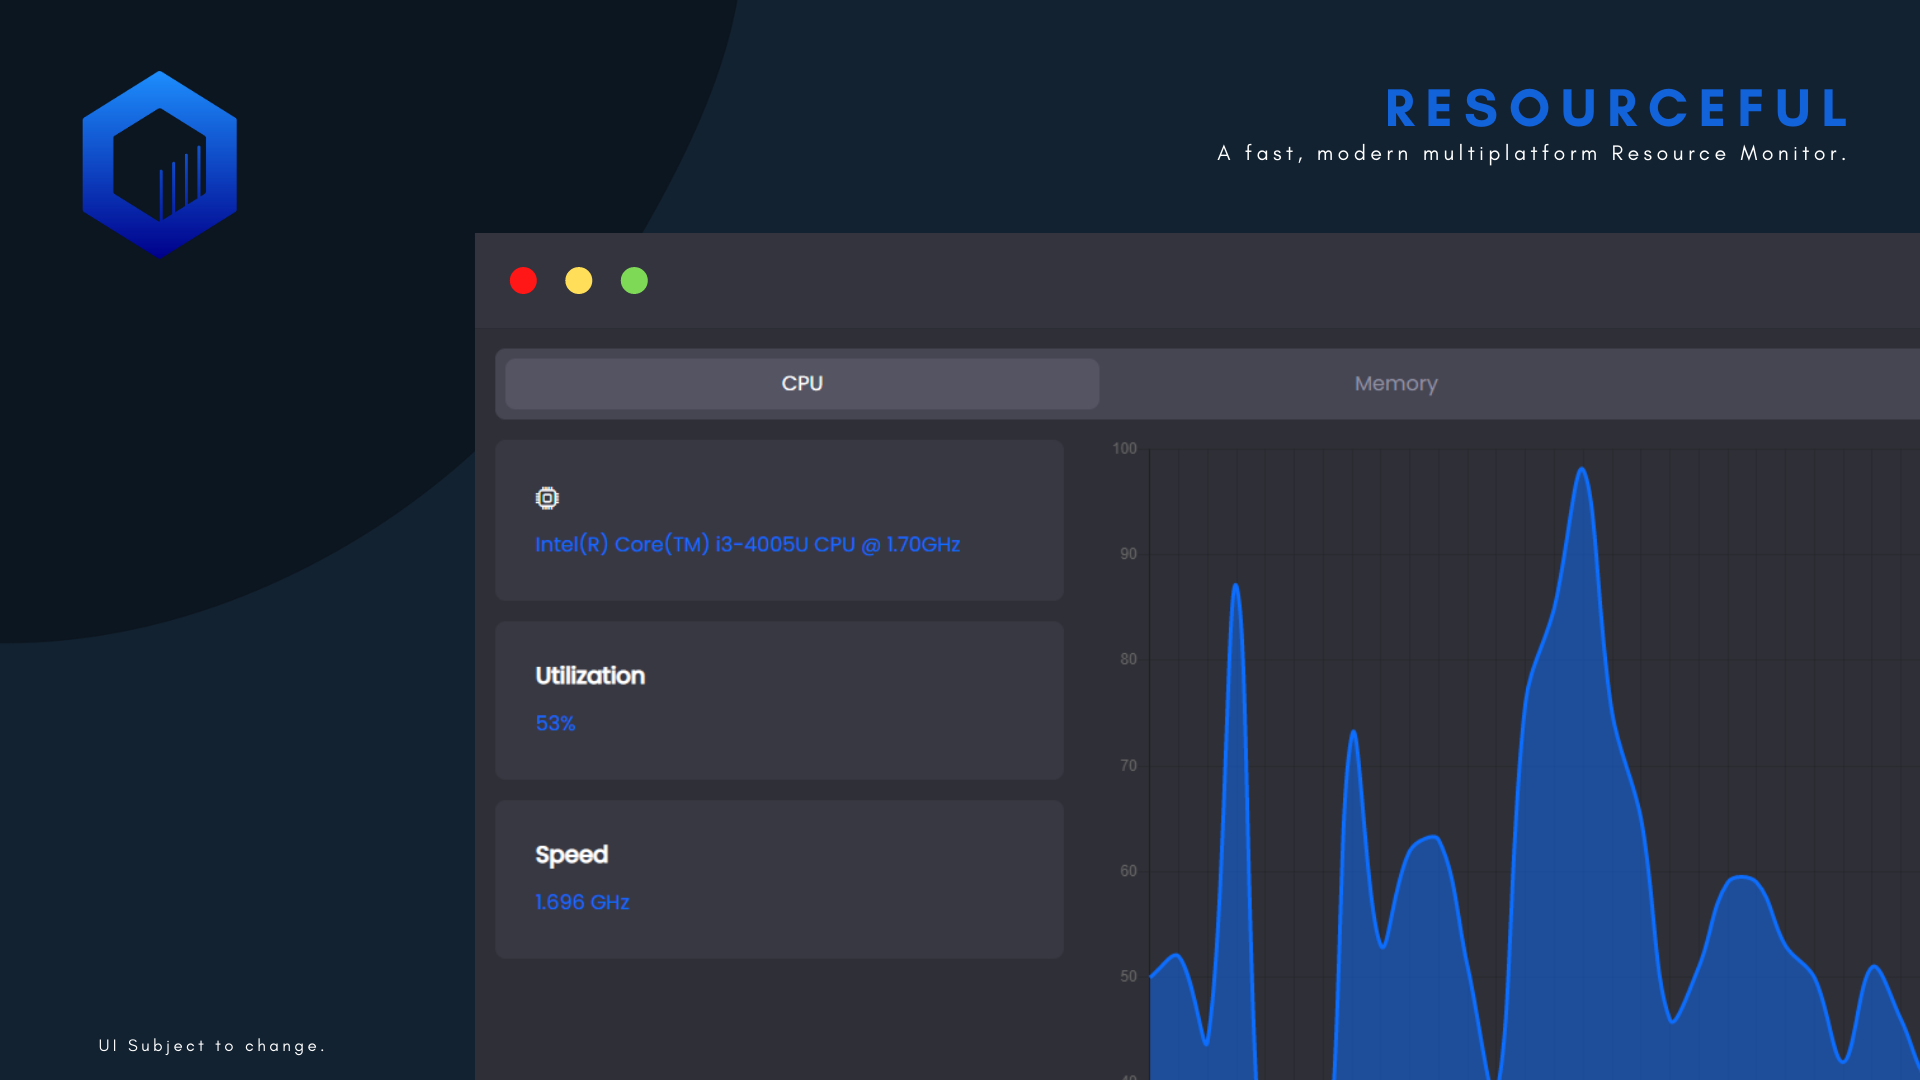 RESOURCEFUL
A fast, modern multiplatform Resource Monitor.
CPU
Memory
Intel(R) Core(TM) i3-4005U CPU @ 1.70GHz
Utilization
53%
Speed
1.696 GHz
100
90
80
70
60
50
UI Subject to change.